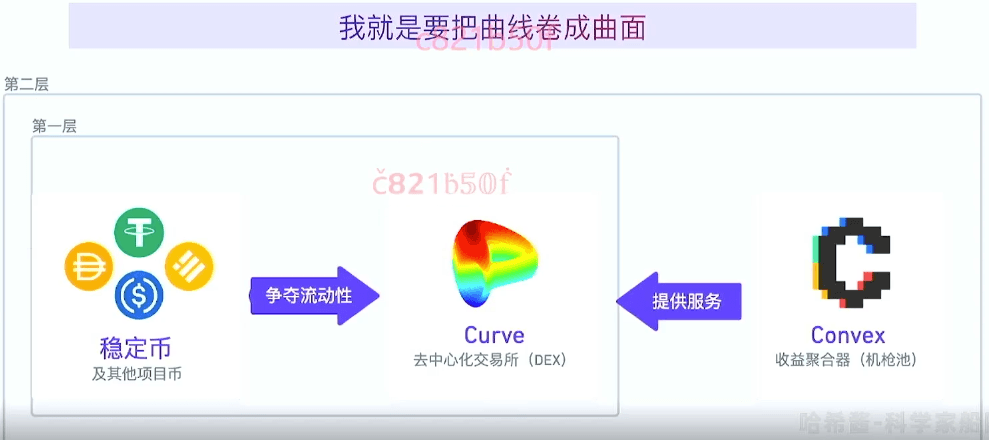 我就是要把曲线卷成曲面
c821b50f
第二层
第一层
č821ḃ50ḟ
争夺流动性
提供服务
稳定币
及其他项目币
Curve
去中心化交易所（DEX）
Convex
收益聚合器（机枪池）
哈希酱-科学家船